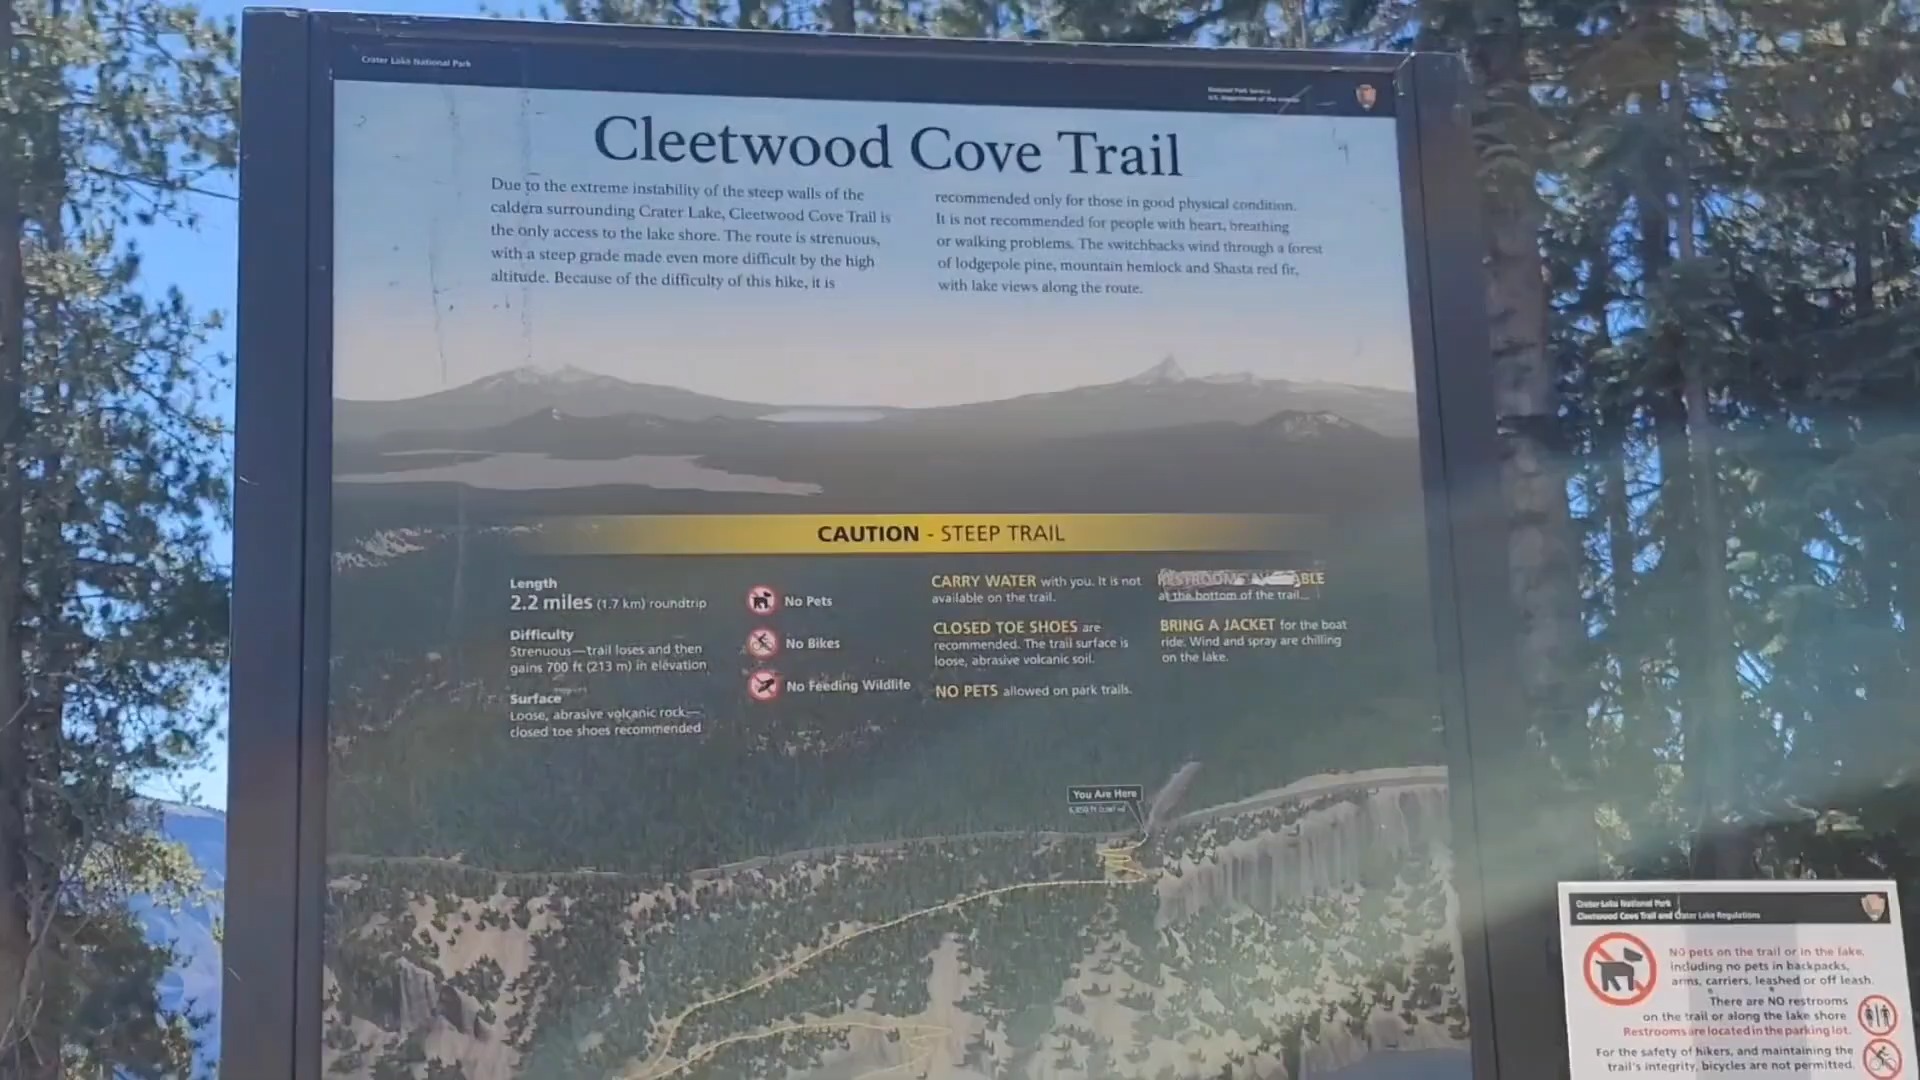 Crater Lake National Park
National Park Service
U.S. Department of the Interior
Cleetwood Cove Trail
Due to the extreme instability of the steep walls of the
caldera surrounding Crater Lake, Cleetwood Cove Trail is
the only access to the lake shore. The route is strenuous,
with a steep grade made even more difficult by the high
altitude. Because of the difficulty of this hike, it is
recommended only for those in good physical condition.
It is not recommended for people with heart, breathing
or walking problems. The switchbacks wind through a forest
of lodgepole pine, mountain hemlock and Shasta red fir,
with lake views along the route.
CAUTION - STEEP TRAIL
Length
2.2 miles (1.7 km) roundtrip
Difficulty
Strenuous—trail loses and then
gains 700 ft (213 m) in elevation
Surface
Loose, abrasive volcanic rock—
closed toe shoes recommended
No Pets
No Bikes
No Feeding Wildlife
CARRY WATER with you. It is not
available on the trail.
CLOSED TOE SHOES are
recommended. The trail surface is
loose, abrasive volcanic soil.
NO PETS allowed on park trails.
RESTROOMS AVAILABLE
at the bottom of the trail.
BRING A JACKET for the boat
ride. Wind and spray are chilling
on the lake.
You Are Here
Crater Lake National Park
Cleetwood Cove Trail and Crater Lake Regulations
NO pets on the trail or in the lake,
including no pets in backpacks,
arms, carriers, leashed or off leash.
There are NO restrooms
on the trail or along the lake shore
Restrooms are located in the parking lot.
For the safety of hikers, and maintaining the
trail's integrity, bicycles are not permitted.